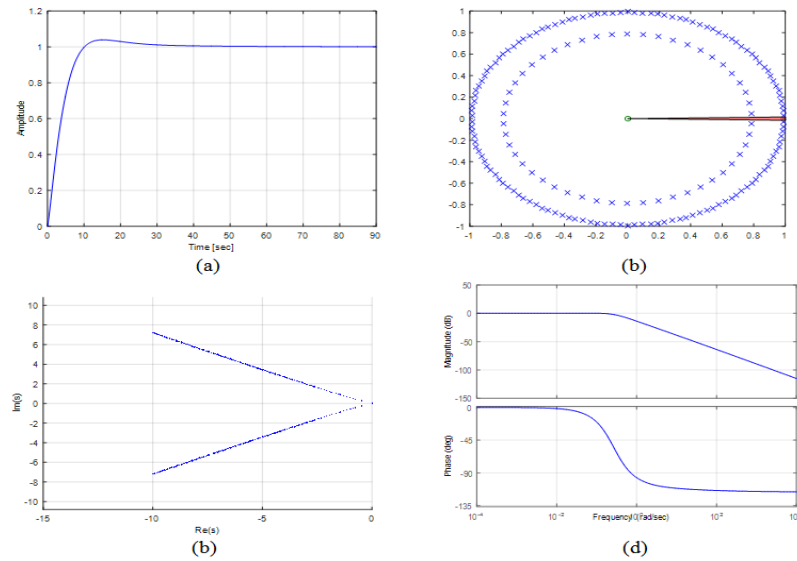 1.2
1
0.8
0.6
0.4
0.2
0
Amplitude
0 10 20 30 40 50 60 70 80 90
Time [sec]
(a)
1
0.8
0.6
0.4
0.2
0
-0.2
-0.4
-0.6
-0.8
-1
-1 -0.8 -0.6 -0.4 -0.2 0 0.2 0.4 0.6 0.8 1
(b)
10
8
6
4
2
0
-2
-4
-6
-8
-10
Im(s)
-15 -10 -5 0
Re(s)
(b)
50
0
-50
-100
-150
Magnitude (dB)
0
-45
-90
-135
Phase (deg)
Frequency (rad/sec)
(d)